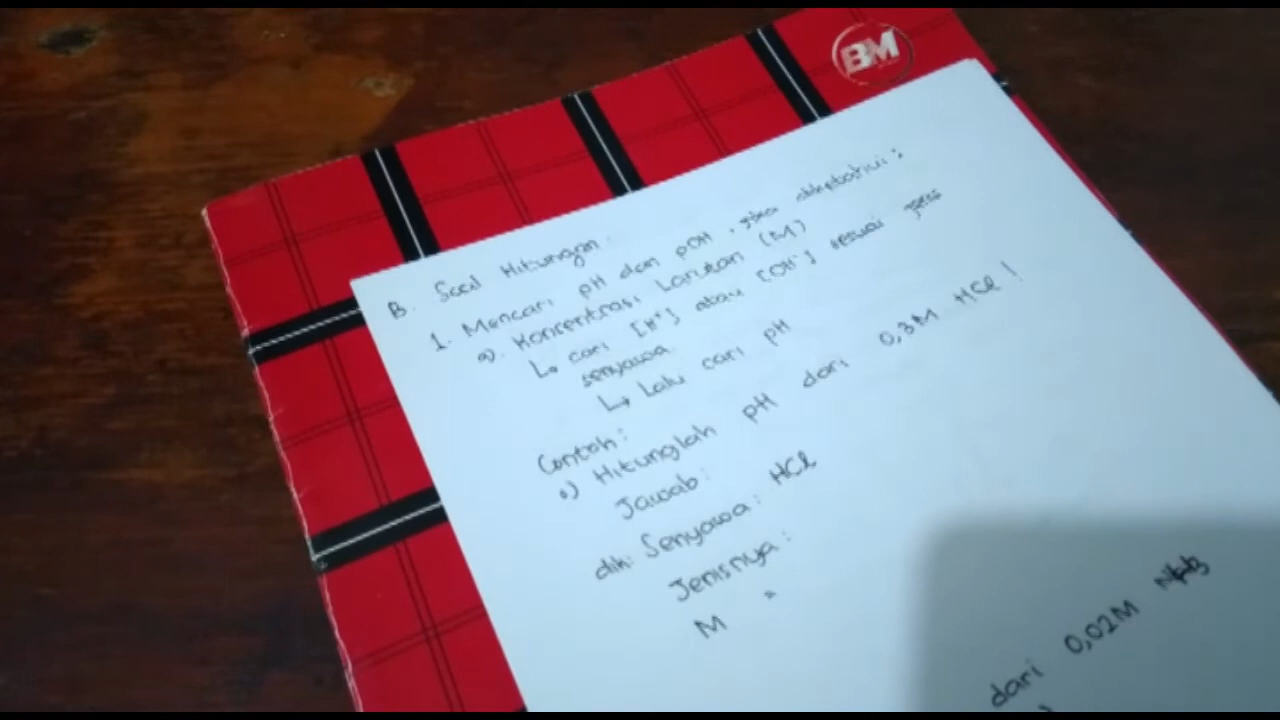 BM
B. Soal Hitungan.
1. Mencari pH dan pOH, jika diketahui:
a). Konsentrasi Larutan (M)
↳ cari [H⁺] atau [OH⁻] sesuai jenis
senyawa
↳ Lalu cari pH
Contoh:
•) Hitunglah pH dari 0,3M HCl!
Jawab:
dik: Senyawa: HCl
Jenisnya:
M =
dari 0,02M